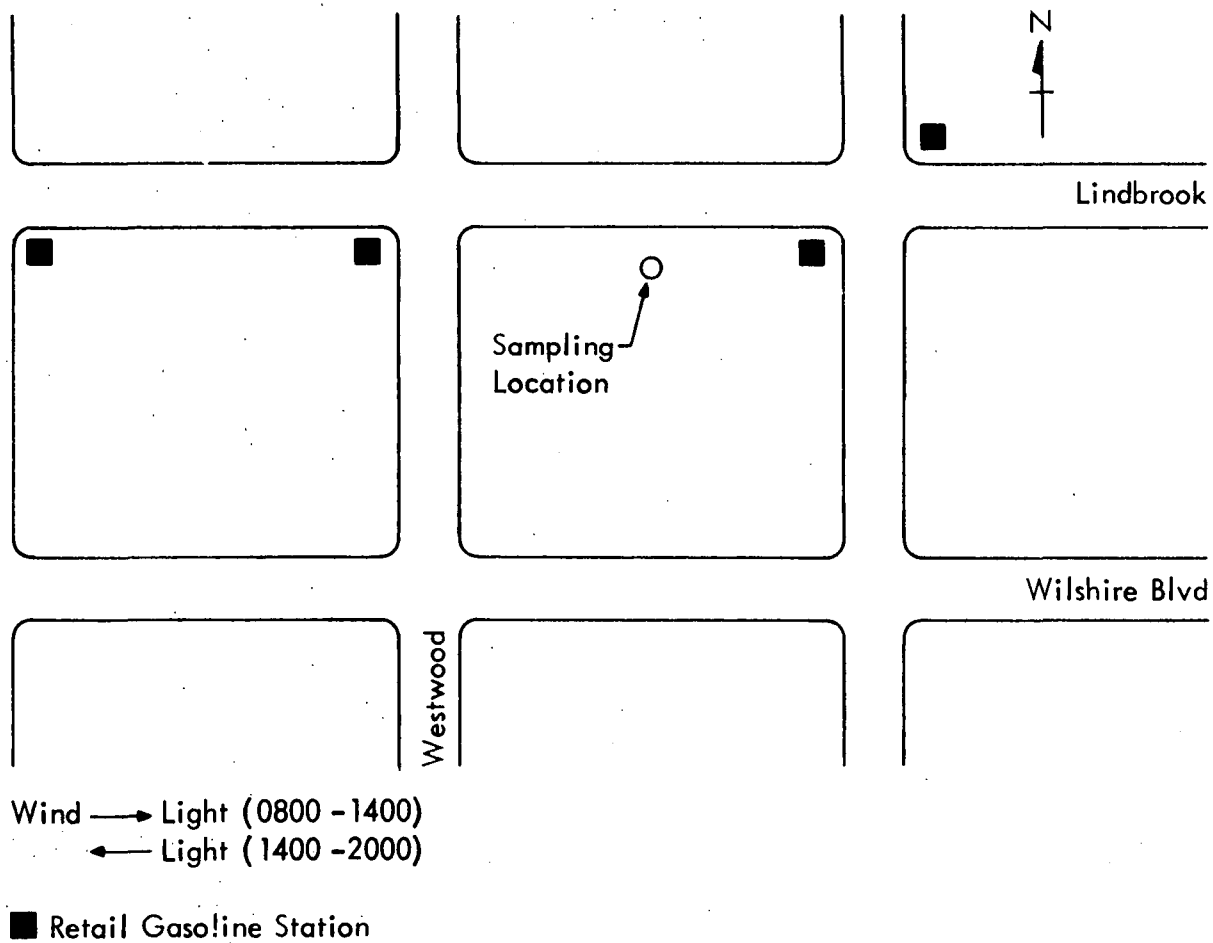 N
Lindbrook
Sampling
Location
Wilshire Blvd
Westwood
Wind → Light (0800 - 1400)
← Light (1400 - 2000)
■ Retail Gasoline Station